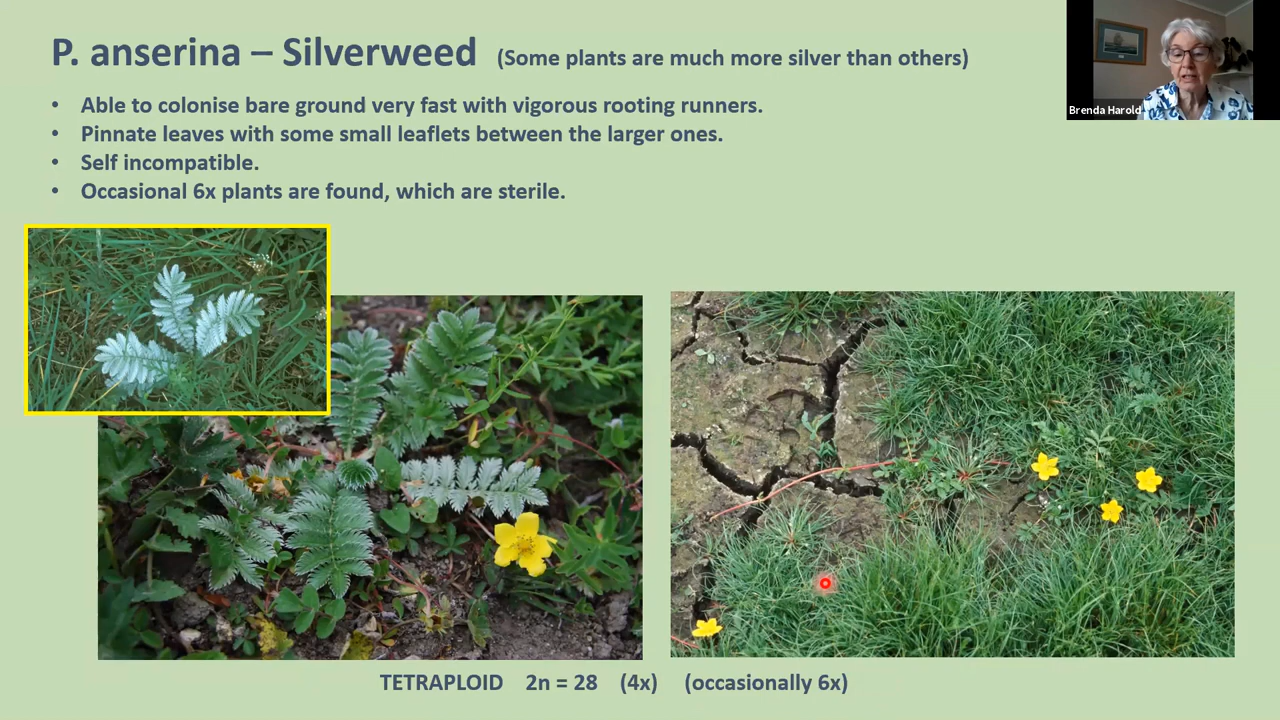 P. anserina – Silverweed (Some plants are much more silver than others)
Brenda Harold
• Able to colonise bare ground very fast with vigorous rooting runners.
• Pinnate leaves with some small leaflets between the larger ones.
• Self incompatible.
• Occasional 6x plants are found, which are sterile.
TETRAPLOID 2n = 28 (4x) (occasionally 6x)